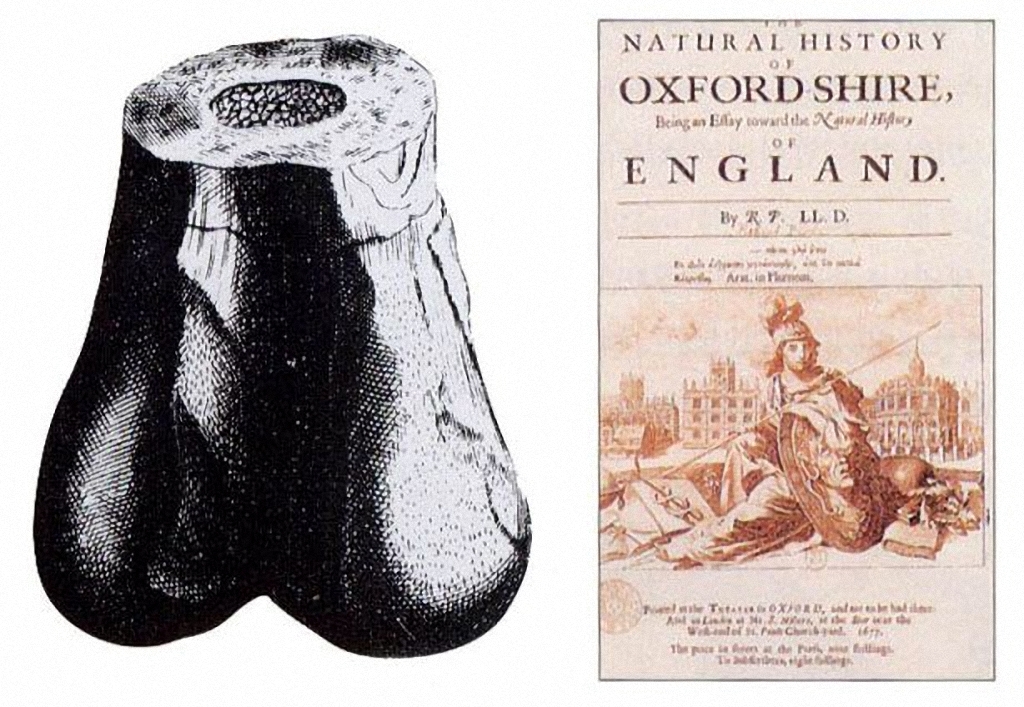 THE
NATURAL HISTORY
OF
OXFORD-SHIRE,
Being an Essay toward the Natural History
OF
ENGLAND.
By R. P. LL. D.
Arat. in Phænom.
Printed at the THEATER in OXFORD, and are to be had there:
And in London at Mr. S. Millers, at the Star near the
West-end of St. Pauls Church-yard. 1677.
The price in sheets at the Press, nine shillings.
To Subscribers, eight shillings.